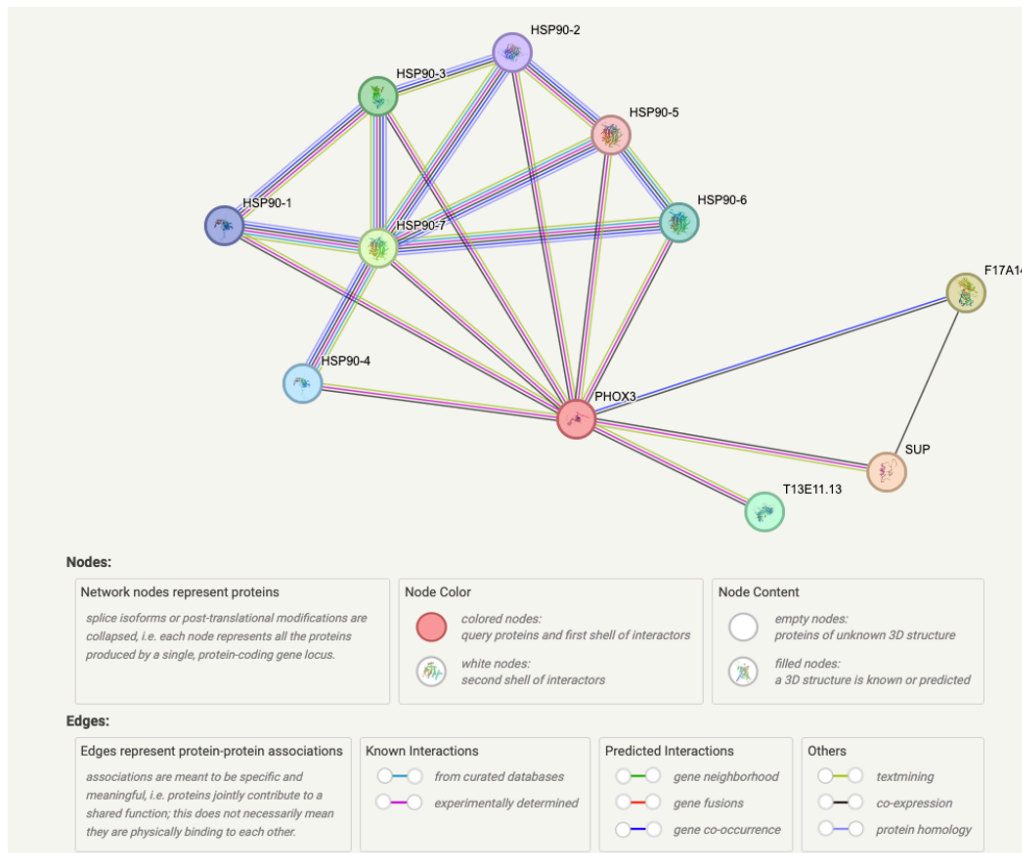 HSP90-2
HSP90-3
HSP90-5
HSP90-6
HSP90-1
HSP90-7
F17A14
HSP90-4
PHOX3
SUP
T13E11.13
Nodes:
Network nodes represent proteins
splice isoforms or post-translational modifications are
collapsed, i.e. each node represents all the proteins
produced by a single, protein-coding gene locus.
Node Color
colored nodes:
query proteins and first shell of interactors
white nodes:
second shell of interactors
Node Content
empty nodes:
proteins of unknown 3D structure
filled nodes:
a 3D structure is known or predicted
Edges:
Edges represent protein-protein associations
associations are meant to be specific and
meaningful, i.e. proteins jointly contribute to a
shared function; this does not necessarily mean
they are physically binding to each other.
Known Interactions
from curated databases
experimentally determined
Predicted Interactions
gene neighborhood
gene fusions
gene co-occurrence
Others
textmining
co-expression
protein homology